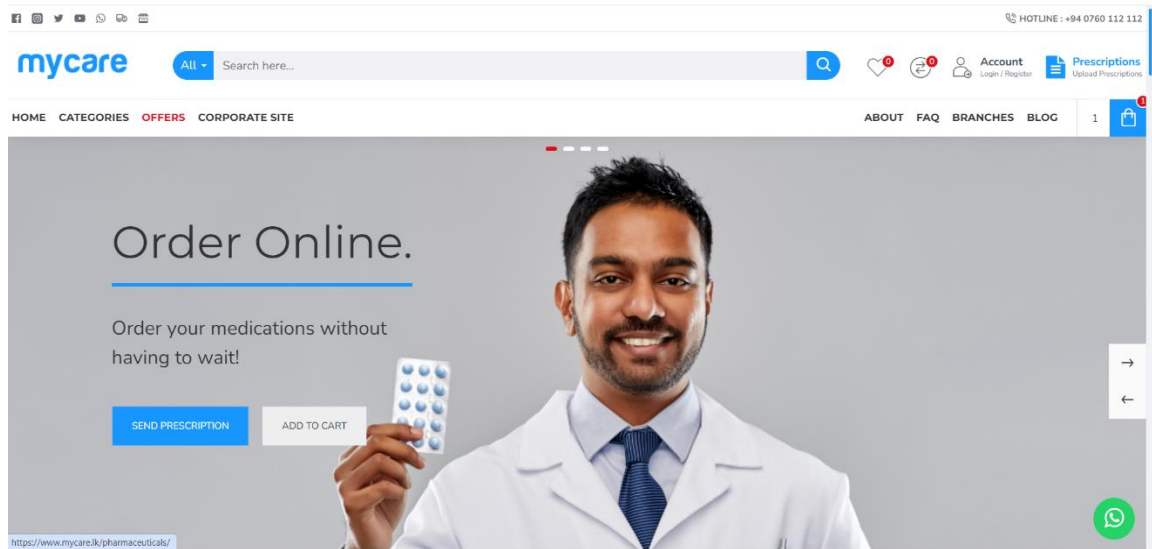 HOTLINE : +94 0760 112 112
mycare
All
Search here...
0
0
Account
Login / Register
Prescriptions
Upload Prescriptions
HOME CATEGORIES OFFERS CORPORATE SITE
ABOUT FAQ BRANCHES BLOG
1
1
Order Online.
Order your medications without
having to wait!
SEND PRESCRIPTION
ADD TO CART
https://www.mycare.lk/pharmaceuticals/